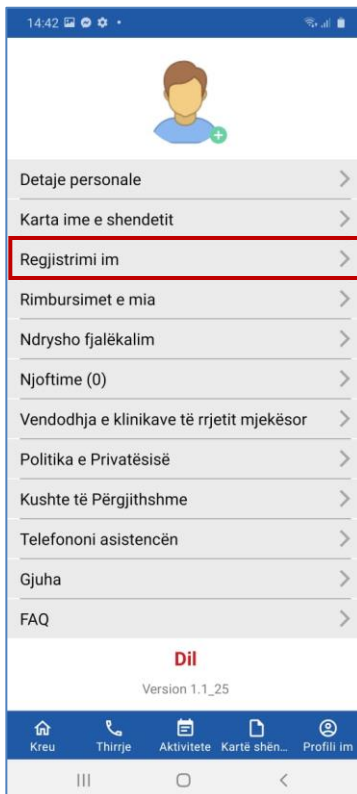 14:42
Detaje personale
Karta ime e shendetit
Regjistrimi im
Rimbursimet e mia
Ndrysho fjalëkalim
Njoftime (0)
Vendodhja e klinikave të rrjetit mjekësor
Politika e Privatësisë
Kushte të Përgjithshme
Telefononi asistencën
Gjuha
FAQ
Dil
Version 1.1_25
Kreu Thirrje Aktivitete Kartë shën... Profili im